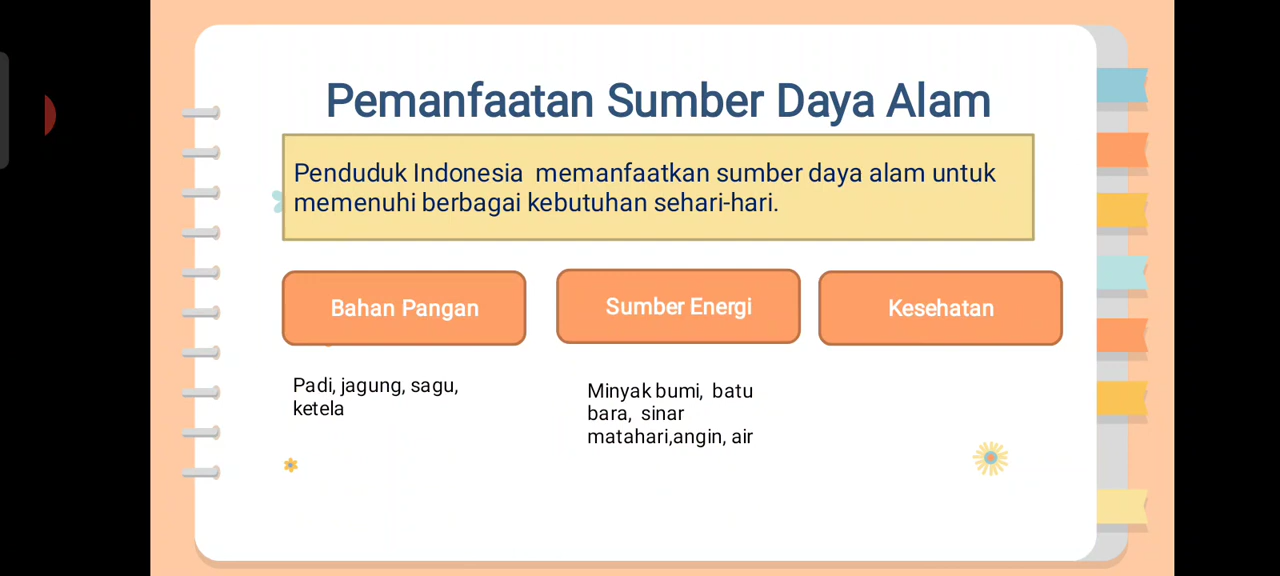 Pemanfaatan Sumber Daya Alam
Penduduk Indonesia memanfaatkan sumber daya alam untuk
memenuhi berbagai kebutuhan sehari-hari.
Bahan Pangan
Sumber Energi
Kesehatan
Padi, jagung, sagu,
ketela
Minyak bumi, batu
bara, sinar
matahari,angin, air